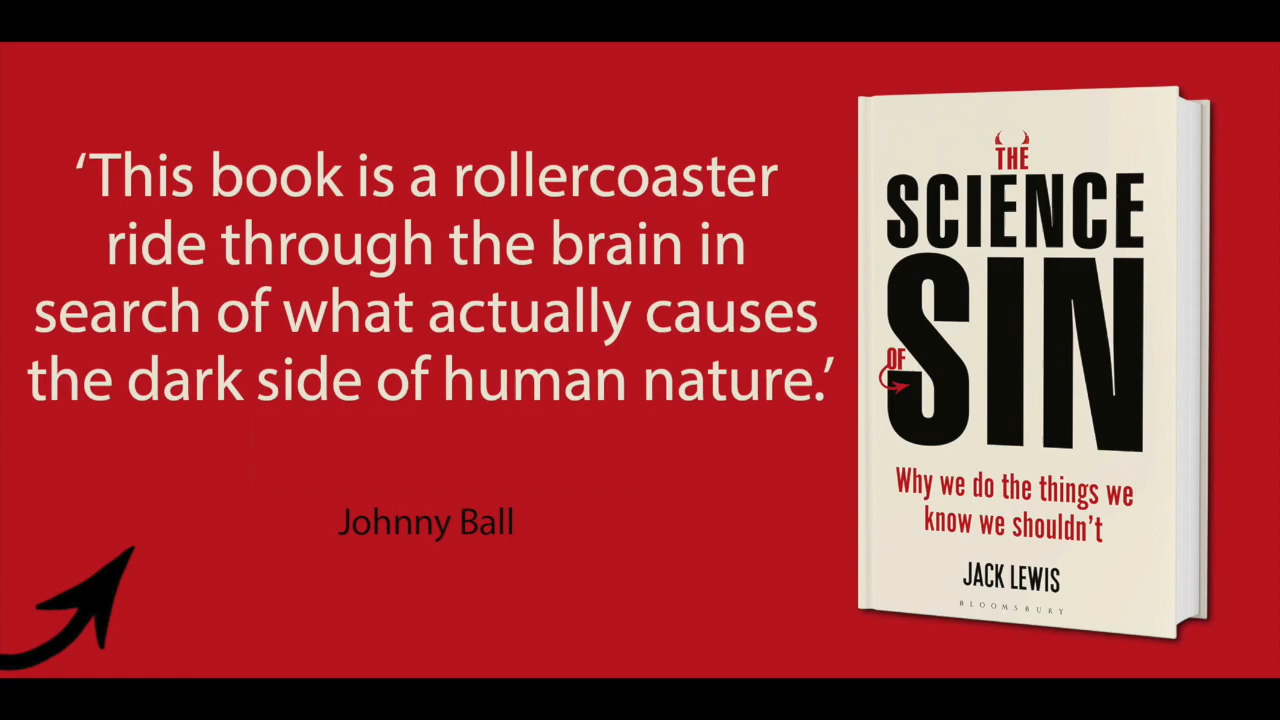 ‘This book is a rollercoaster
ride through the brain in
search of what actually causes
the dark side of human nature.’
Johnny Ball
THE
SCIENCE
OF
SIN
Why we do the things we
know we shouldn’t
JACK LEWIS
BLOOMSBURY